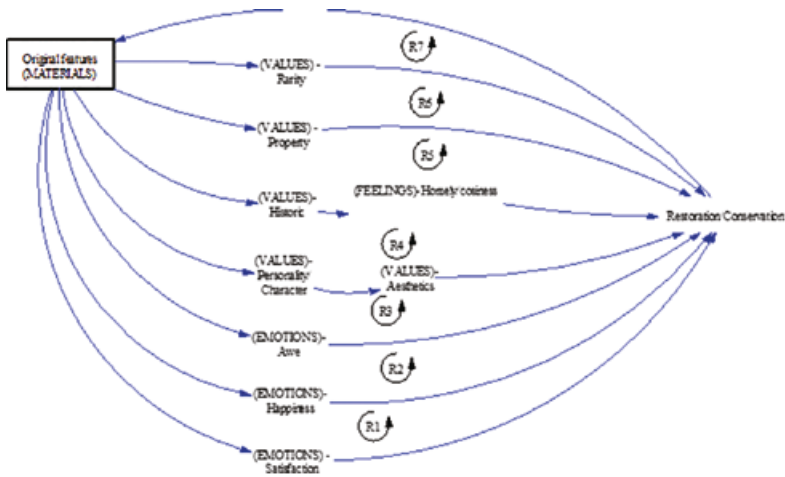 R7
Original features
(MATERIALS)
(VALUES) -
Rarity
R6
(VALUES) -
Property
R5
(FEELINGS)- Homely cosiness
(VALUES)-
Historic
Restoration/Conservation
R4
(VALUES)-
Personality
Character
(VALUES)-
Aesthetics
R3
(EMOTIONS)-
Awe
R2
(EMOTIONS)-
Happiness
R1
(EMOTIONS) -
Satisfaction